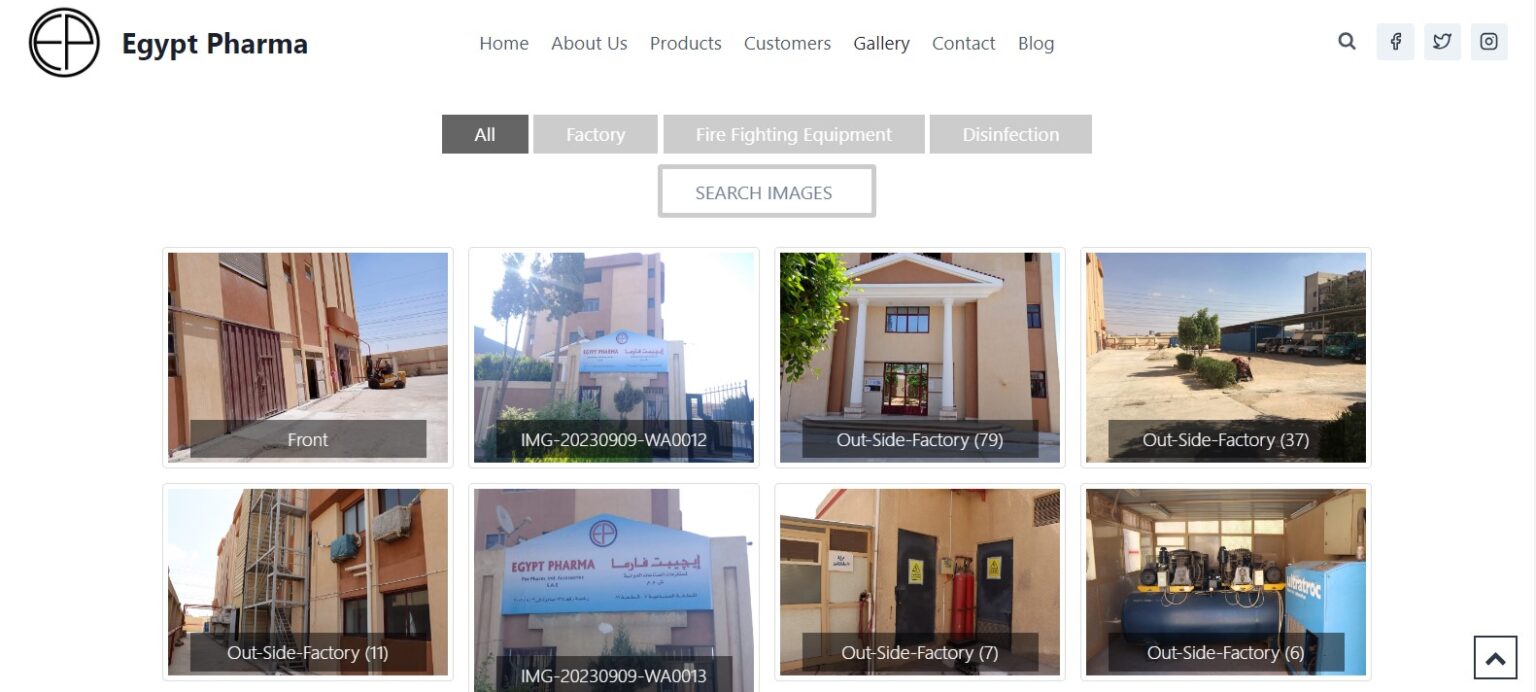 Egypt Pharma
Home
About Us
Products
Customers
Gallery
Contact
Blog
All
Factory
Fire Fighting Equipment
Disinfection
SEARCH IMAGES
Front
EGYPT PHARMA
إيجيبت فارما
IMG-20230909-WA0012
Out-Side-Factory (79)
Out-Side-Factory (37)
Out-Side-Factory (11)
EGYPT PHARMA
إيجيبت فارما
S.A.E
IMG-20230909-WA0013
Out-Side-Factory (7)
ultratroc
Out-Side-Factory (6)